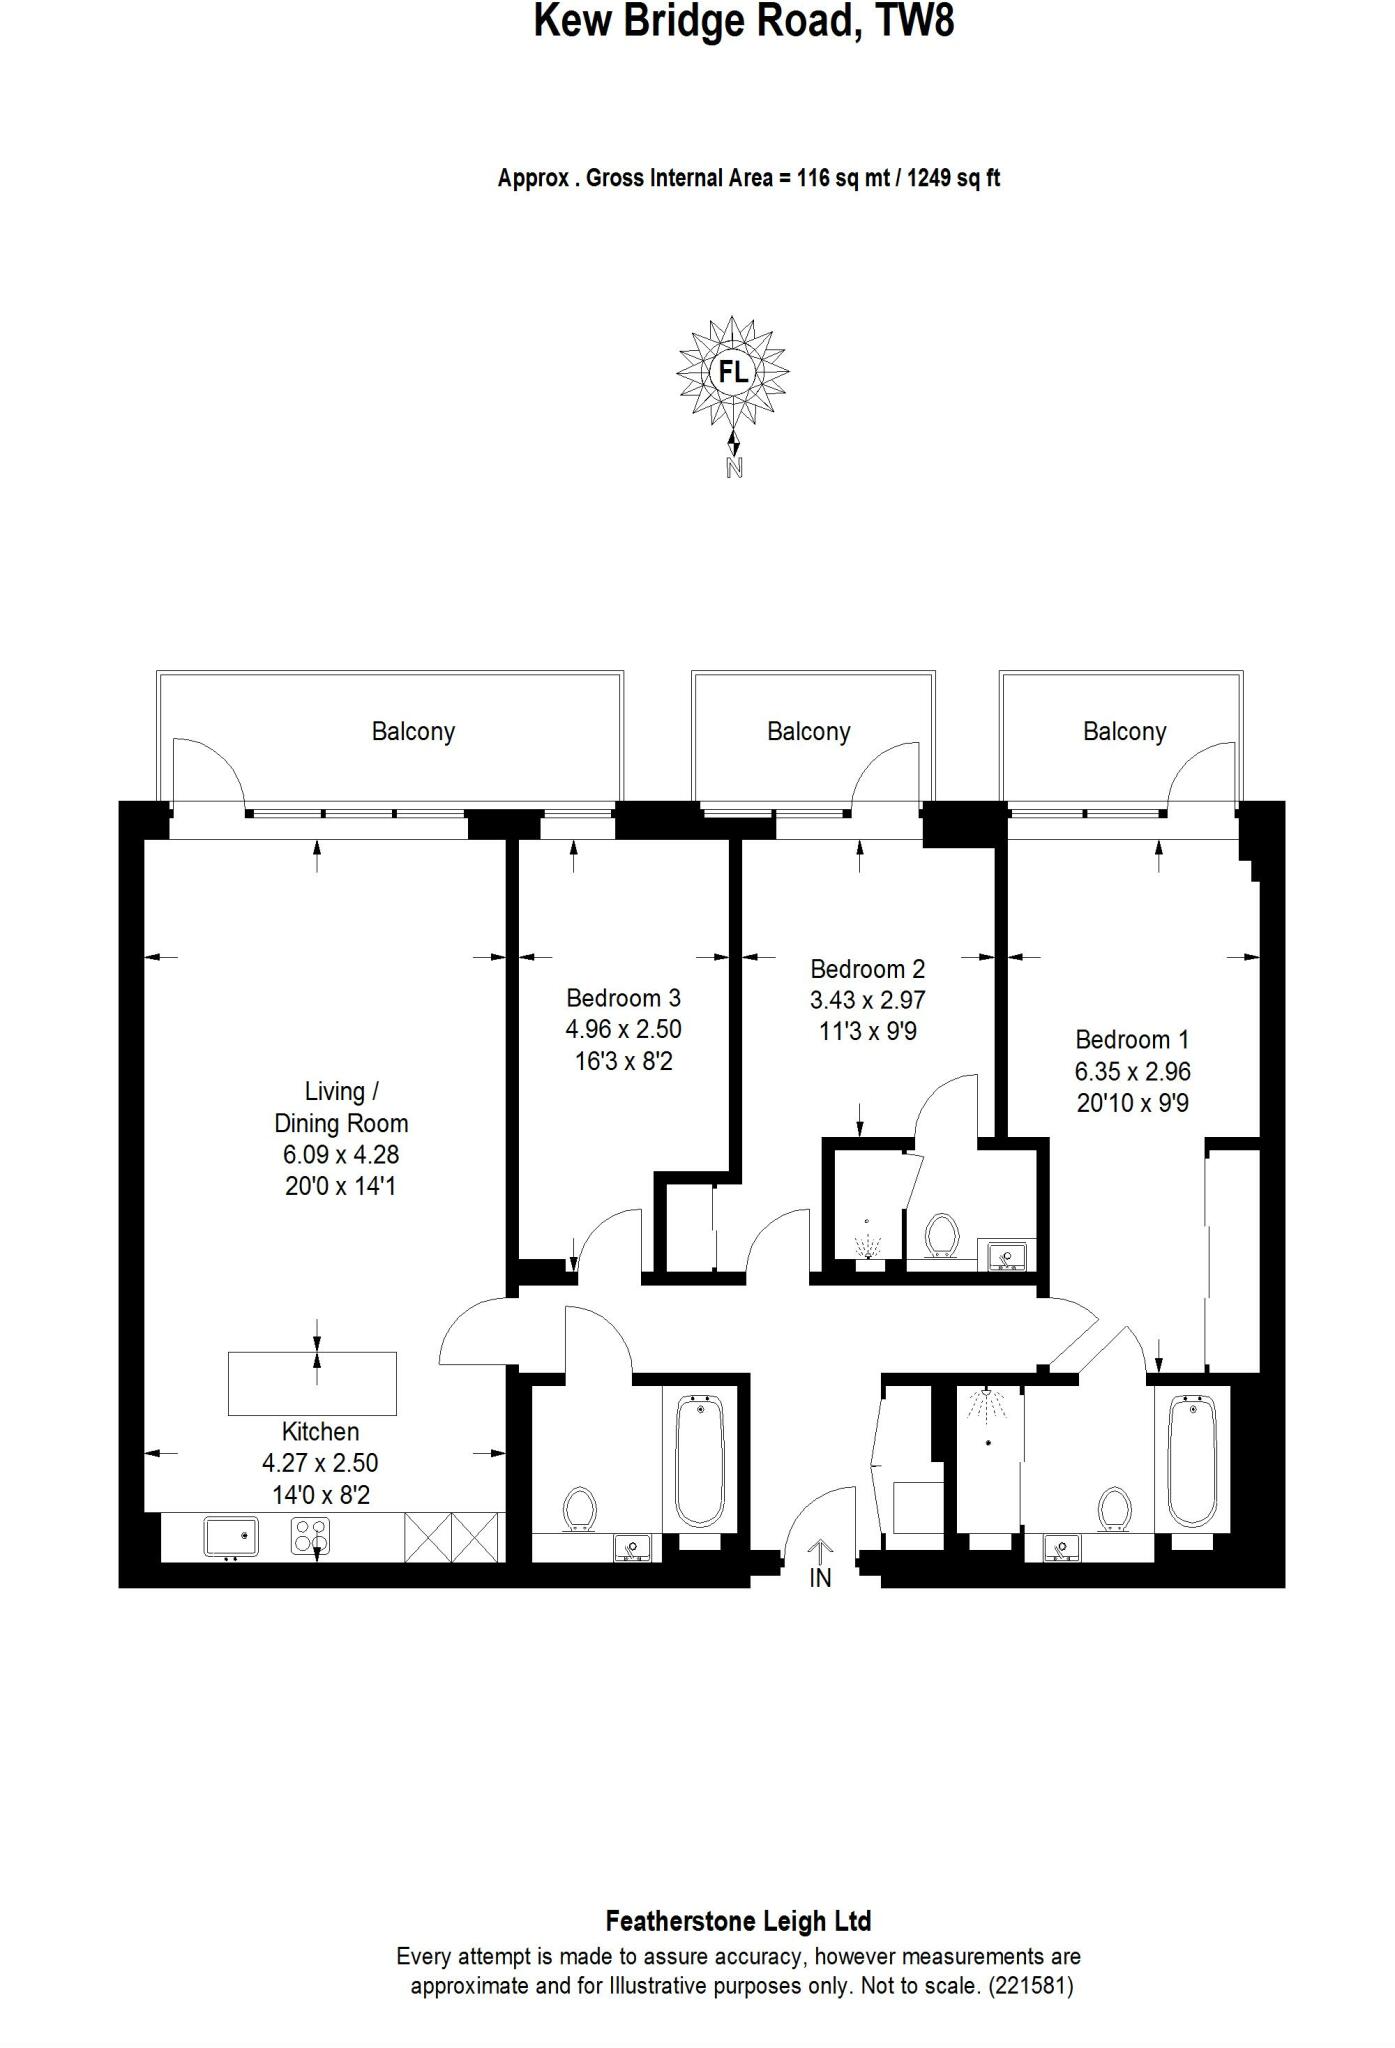 Kew Bridge Road, TW8
Approx . Gross Internal Area = 116 sq mt / 1249 sq ft
FL
N
Balcony
Balcony
Balcony
Living /
Dining Room
6.09 x 4.28
20'0 x 14'1
Bedroom 3
4.96 x 2.50
16'3 x 8'2
Bedroom 2
3.43 x 2.97
11'3 x 9'9
Bedroom 1
6.35 x 2.96
20'10 x 9'9
Kitchen
4.27 x 2.50
14'0 x 8'2
IN
Featherstone Leigh Ltd
Every attempt is made to assure accuracy, however measurements are
approximate and for Illustrative purposes only. Not to scale. (221581)